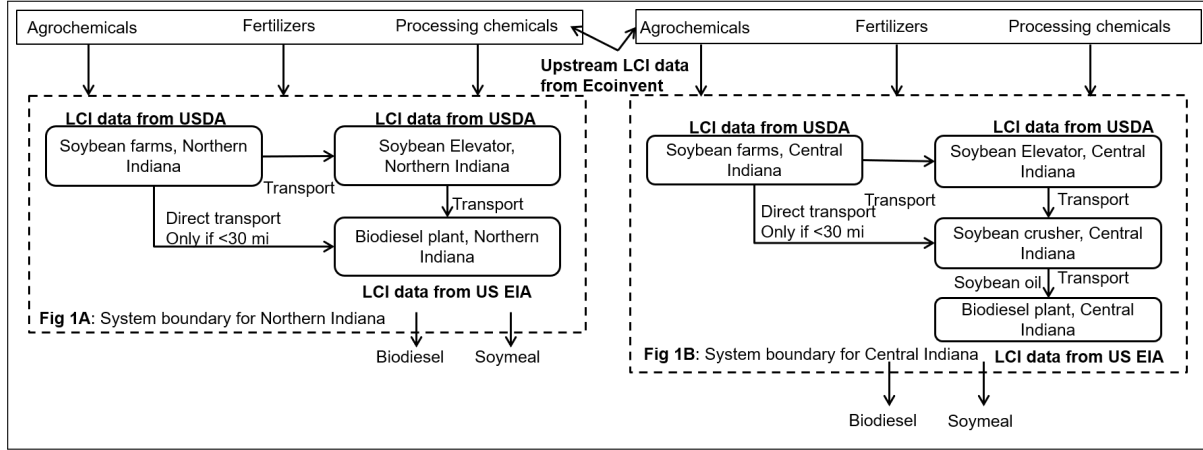 Agrochemicals
Fertilizers
Processing chemicals
Upstream LCI data
from Ecoinvent
LCI data from USDA
Soybean farms, Northern
Indiana
LCI data from USDA
Soybean Elevator,
Northern Indiana
Transport
Transport
Direct transport
Only if <30 mi
Biodiesel plant, Northern
Indiana
LCI data from US EIA
Fig 1A: System boundary for Northern Indiana
Biodiesel
Soymeal
Agrochemicals
Fertilizers
Processing chemicals
LCI data from USDA
Soybean farms, Central
Indiana
LCI data from USDA
Soybean Elevator, Central
Indiana
Transport
Transport
Direct transport
Only if <30 mi
Soybean crusher, Central
Indiana
Soybean oil
Transport
Biodiesel plant, Central
Indiana
LCI data from US EIA
Fig 1B: System boundary for Central Indiana
Biodiesel
Soymeal